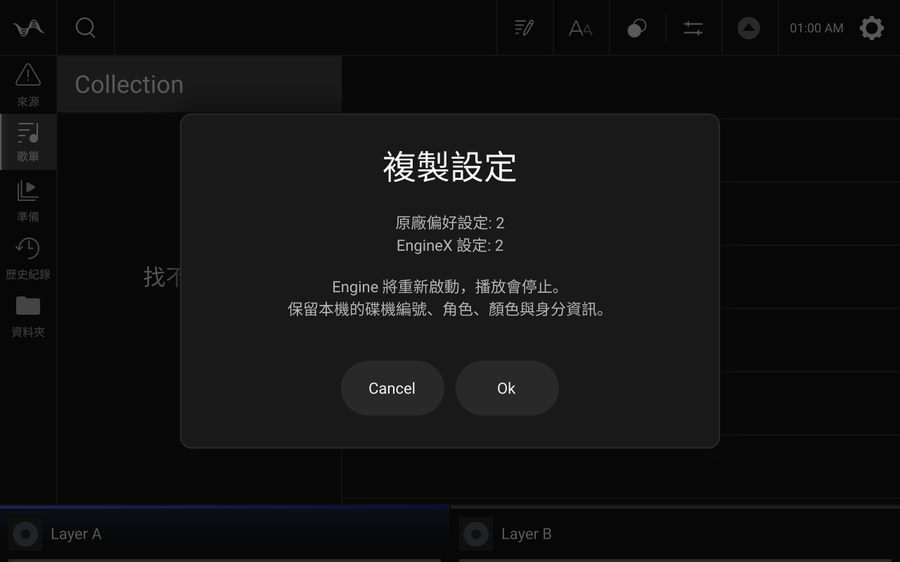 01:00 AM
來源
Collection
歌單
準備
歷史紀錄
資料夾
找不
複製設定
原廠偏好設定: 2
EngineX 設定: 2
Engine 將重新啟動，播放會停止。
保留本機的碟機編號、角色、顏色與身分資訊。
Cancel
Ok
Layer A
Layer B